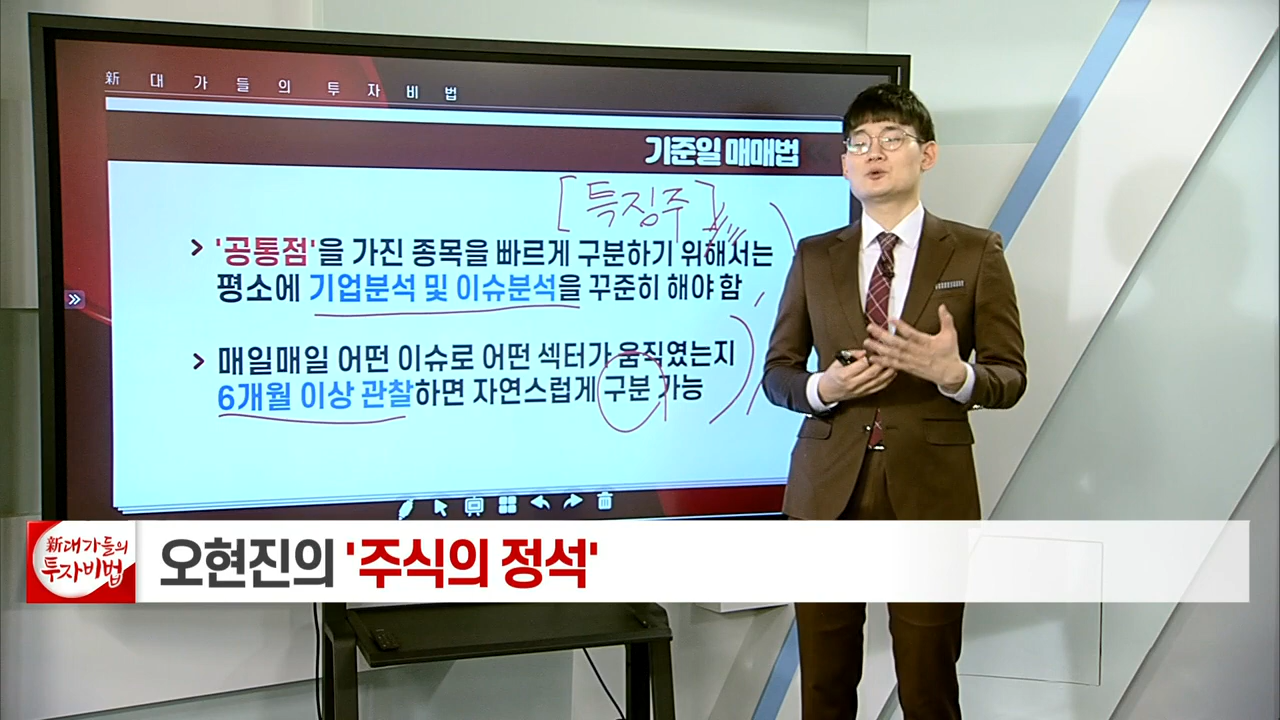 新 대 가 들 의 투 자 비 법
기준일 매매법
[특징주]
'공통점'을 가진 종목을 빠르게 구분하기 위해서는
평소에 기업분석 및 이슈분석을 꾸준히 해야 함
매일매일 어떤 이슈로 어떤 섹터가 움직였는지
6개월 이상 관찰하면 자연스럽게 구분 가능
新대가들의
투자비법
오현진의 '주식의 정석'